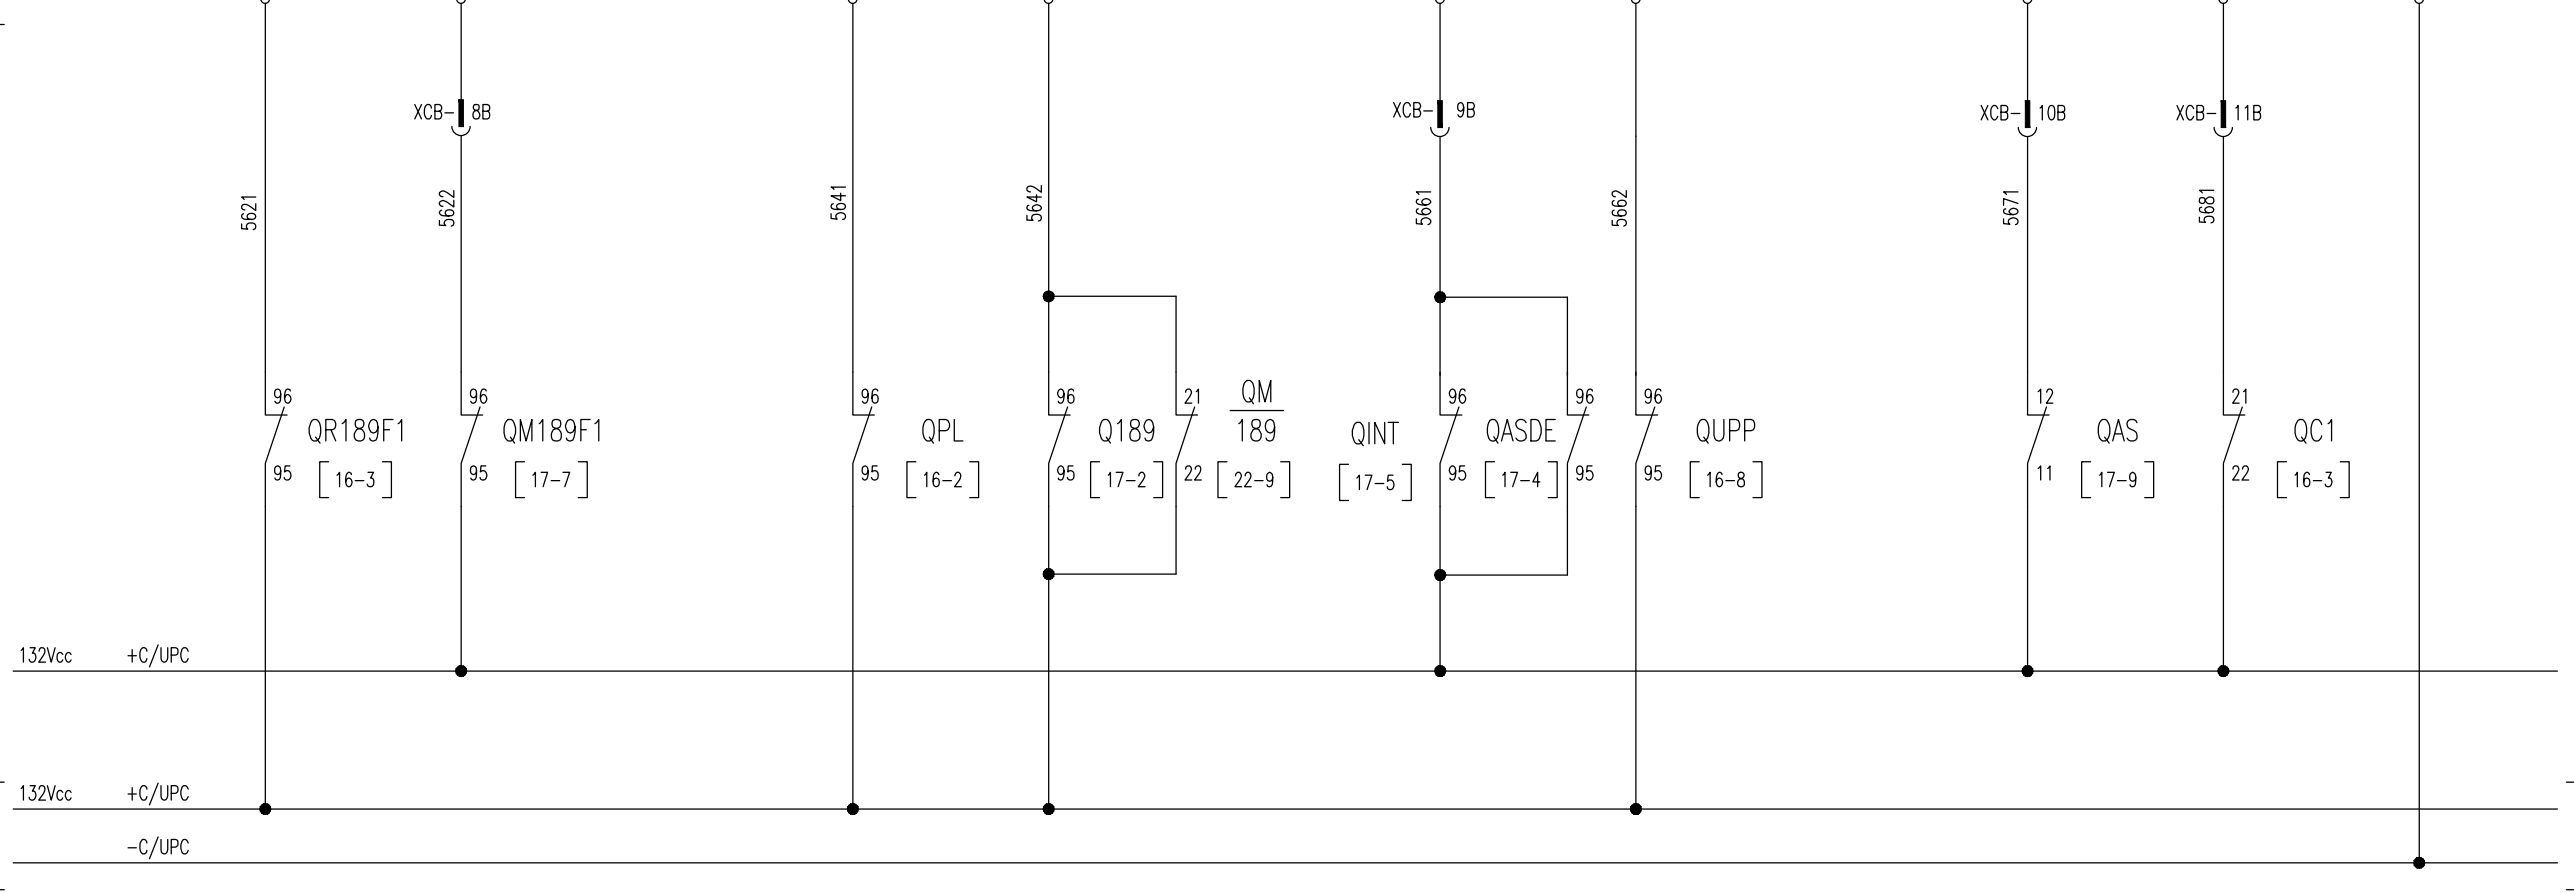 XCB- 8B
XCB- 9B
XCB- 10B
XCB- 11B
5621
5622
5641
5642
5661
5662
5671
5681
96
QR189F1
95
[16-3]
96
QM189F1
95
[17-7]
96
QPL
95
[16-2]
96
Q189
95
[17-2]
21
QM
189
22
[22-9]
QINT
[17-5]
96
95
QASDE
[17-4]
96
95
96
QUPP
95
[16-8]
12
QAS
11
[17-9]
21
QC1
22
[16-3]
132Vcc +C/UPC
132Vcc +C/UPC
-C/UPC